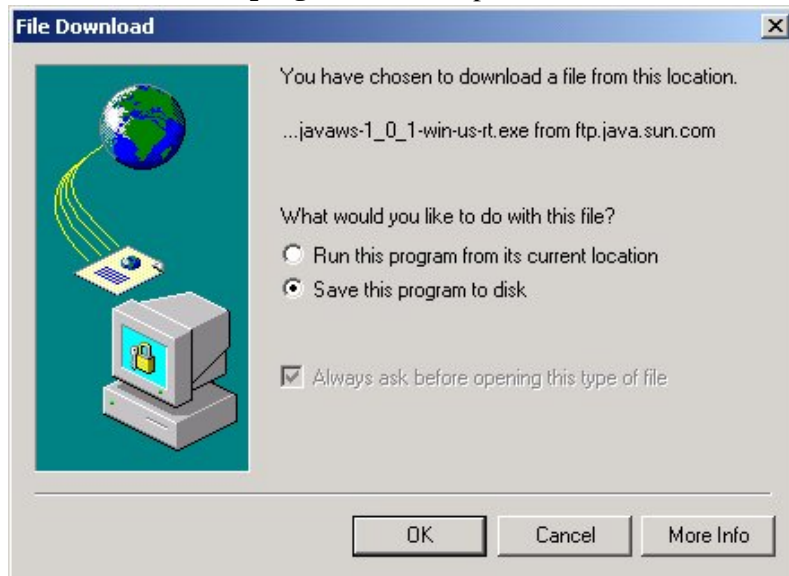 File Download
You have chosen to download a file from this location.
...javaws-1_0_1-win-us-rt.exe from ftp.java.sun.com
What would you like to do with this file?
Run this program from its current location
Save this program to disk
Always ask before opening this type of file
OK
Cancel
More Info